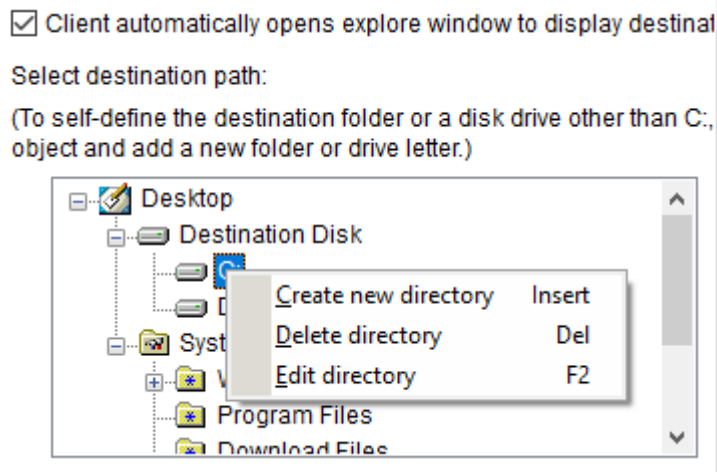 Client automatically opens explore window to display destinat
Select destination path:
(To self-define the destination folder or a disk drive other than C:,
object and add a new folder or drive letter.)
Desktop
Destination Disk
Create new directory Insert
Delete directory Del
Edit directory F2
Syst
Program Files
Download Files